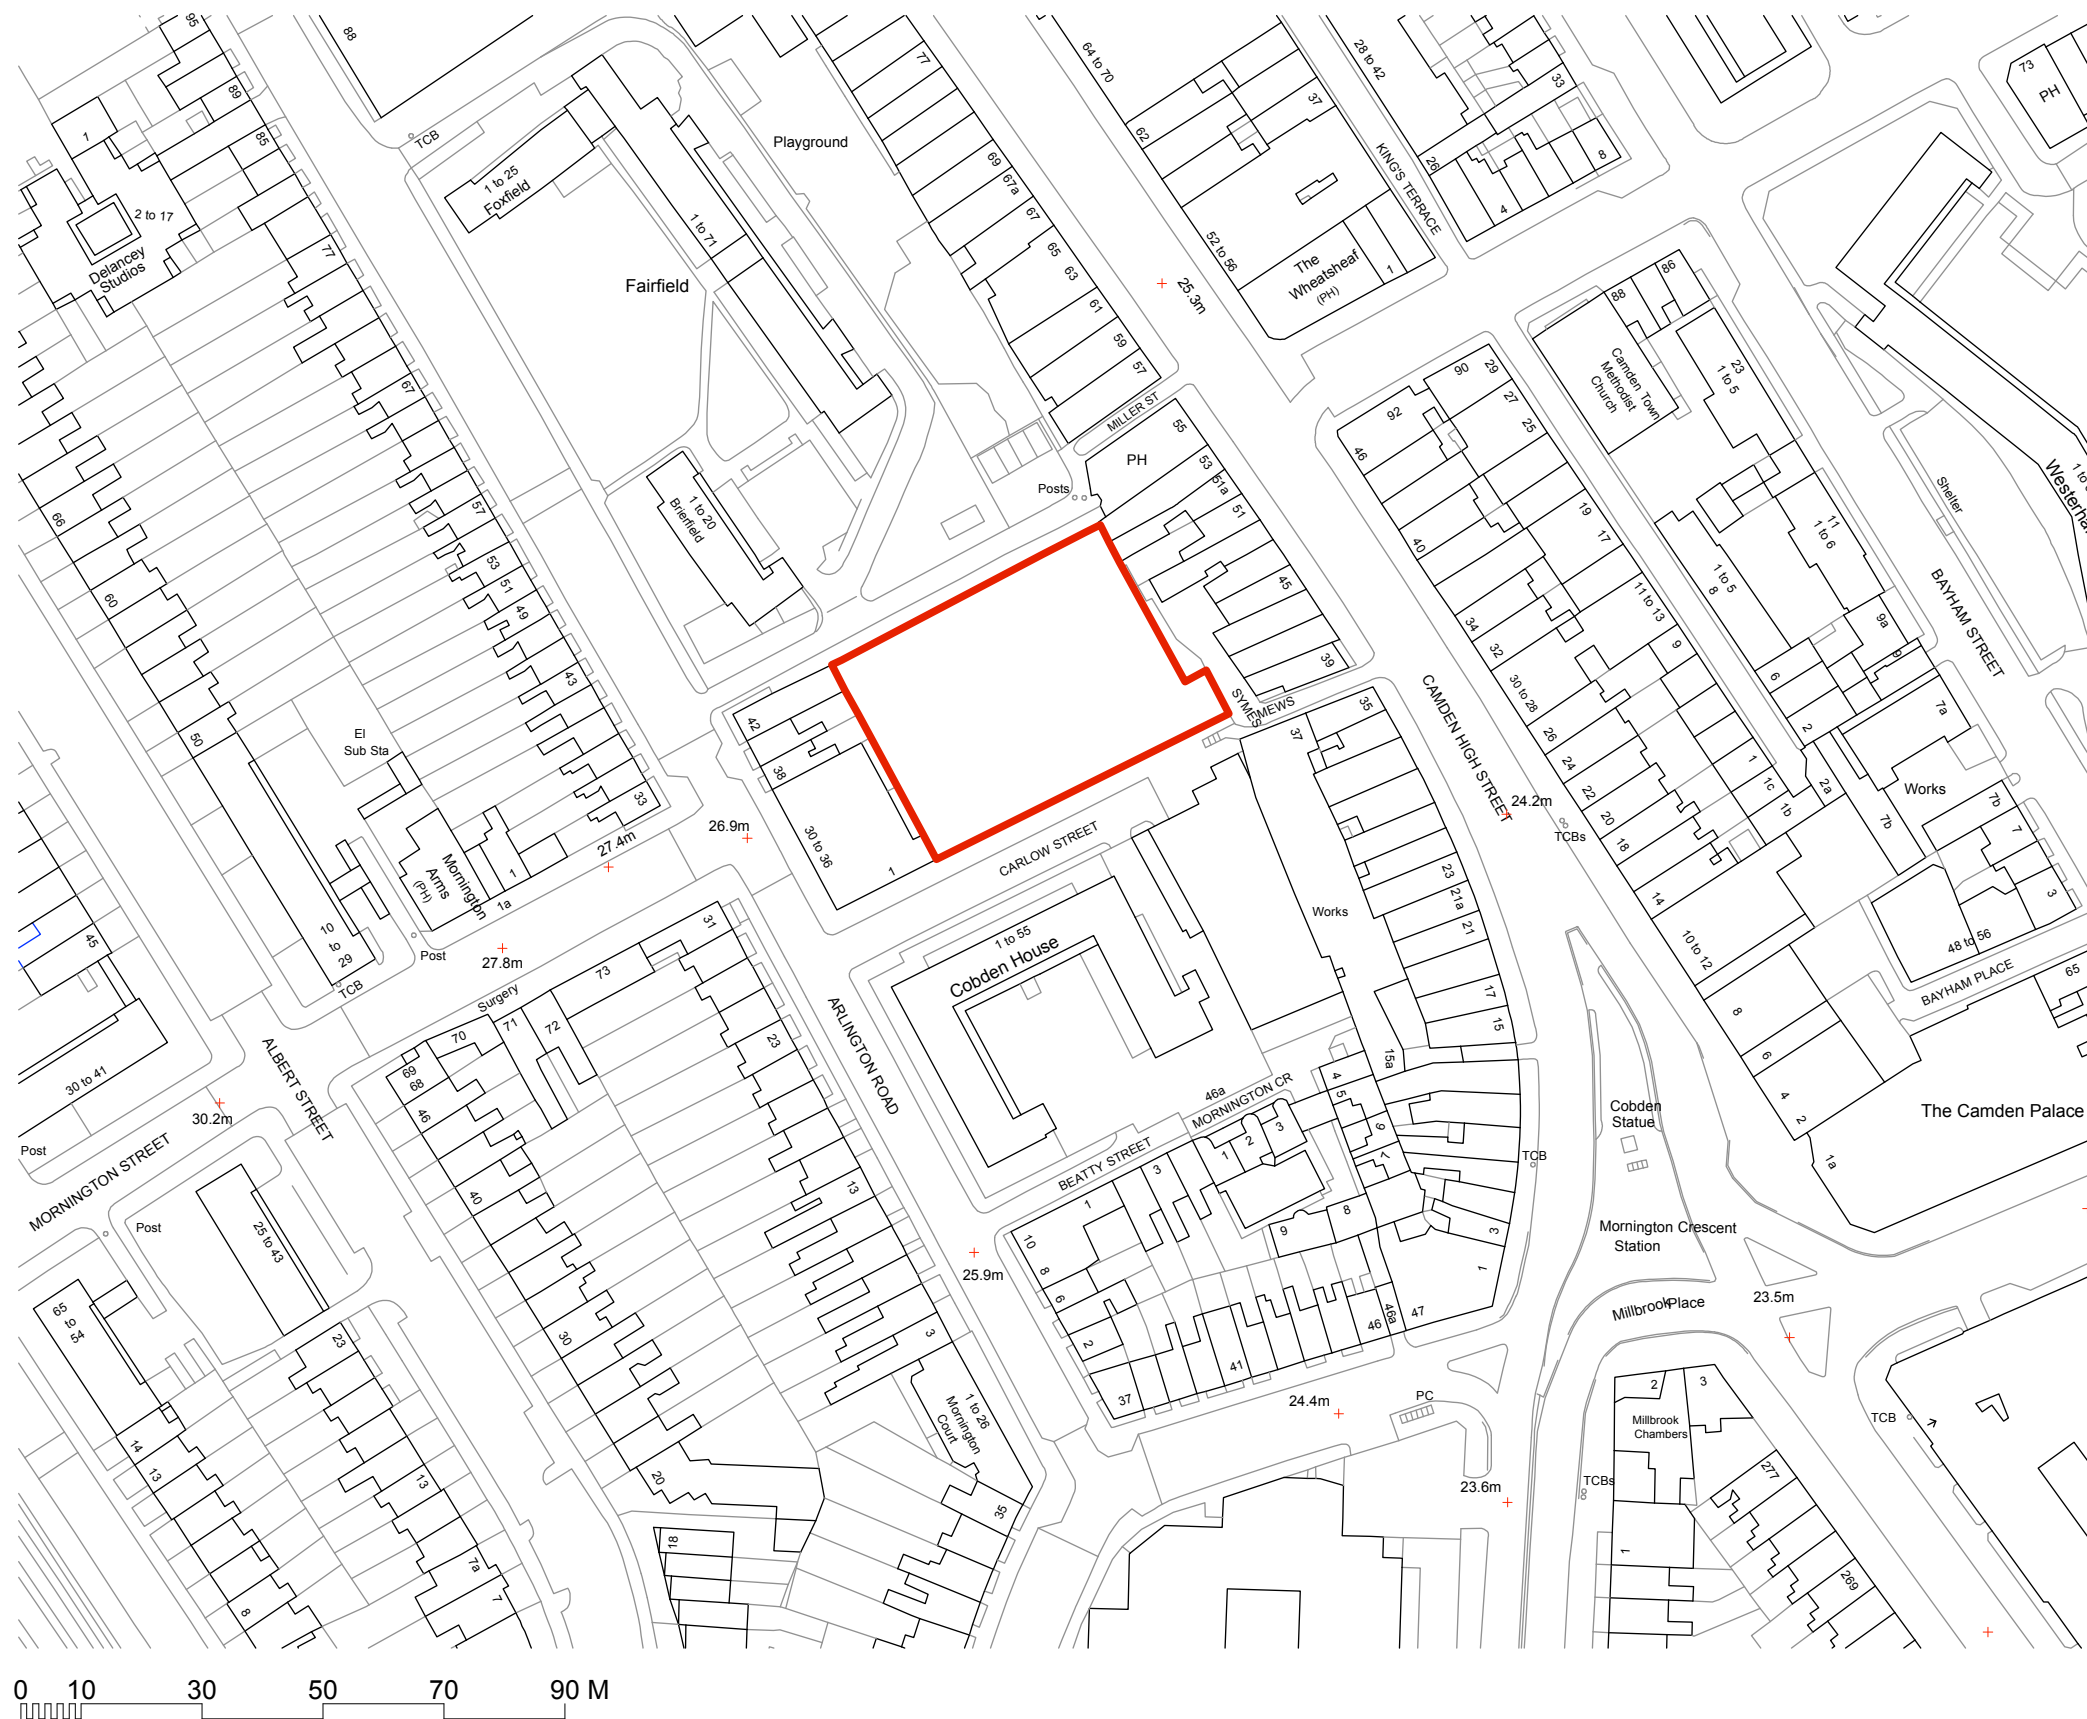 95
88
89
85
1
2 to 17
Delancey
Studios
77
TCB
1 to 25
Foxfield
1 to 71
Fairfield
Playground
77
69
67a
67
65
63
61
59
57
64 to 70
62
37
52 to 56
The
Wheatsheaf
(PH)
1
28 to 42
33
26
4
8
KING'S TERRACE
25.3m
73
PH
86
88
Camden Town
Methodist
Church
23
1 to 5
90
29
92
27
25
46
40
19
17
34
32
11 to 13
30 to 28
9
26
24
22
20
18
14
1
1c
1b
10 to 12
8
6
4
2
1a
MILLER ST
PH
55
53
51a
51
45
39
Posts
SYMES
MEWS
35
37
CAMDEN HIGH STREET
24.2m
TCBs
Shelter
11
1 to 6
1 to 5
8
9a
9
6
2
2a
7a
Works
7b
7b
7
3
48 to 56
BAYHAM STREET
BAYHAM PLACE
65
The Camden Palace
67
66
57
53
51
49
60
43
50
El
Sub Sta
33
1 to 20
Brierfield
42
38
30 to 36
1
26.9m
27.4m
CARLOW STREET
Mornington
Arms
(PH)
1
1a
10
to
29
TCB
Post
27.8m
45
30 to 41
30.2m
ALBERT STREET
MORNINGTON STREET
Post
Post
Surgery
31
73
72
71
70
69
68
46
23
40
13
30
3
20
18
35
1 to 26
Mornington
Court
ARLINGTON ROAD
1 to 55
Cobden House
Works
23
21a
21
17
15
15a
46a
MORNINGTON CR
BEATTY STREET
4
5
6
7
8
9
1
2
3
1
3
10
8
6
2
37
41
46
46a
47
1
3
TCB
25.9m
24.4m
PC
23.6m
Cobden
Statue
Mornington Crescent
Station
Millbrook Place
23.5m
2
3
Millbrook
Chambers
277
269
1
TCBs
TCB
25 to 43
65
to
54
23
14
13
13
8
7a
7
0 10 30 50 70 90 M